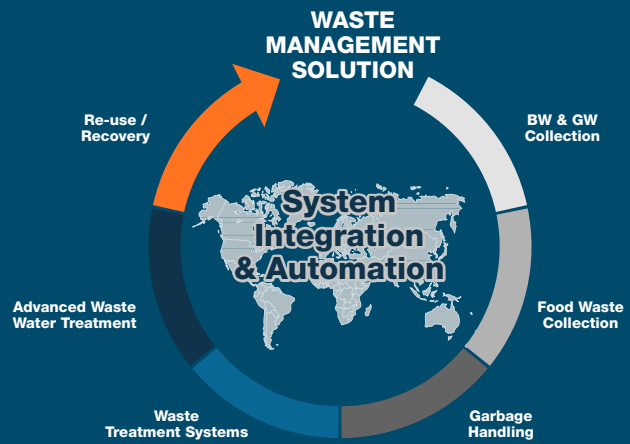 WASTE
MANAGEMENT
SOLUTION
BW & GW
Collection
Food Waste
Collection
Garbage
Handling
Waste
Treatment Systems
Advanced Waste
Water Treatment
Re-use /
Recovery
System
Integration
& Automation